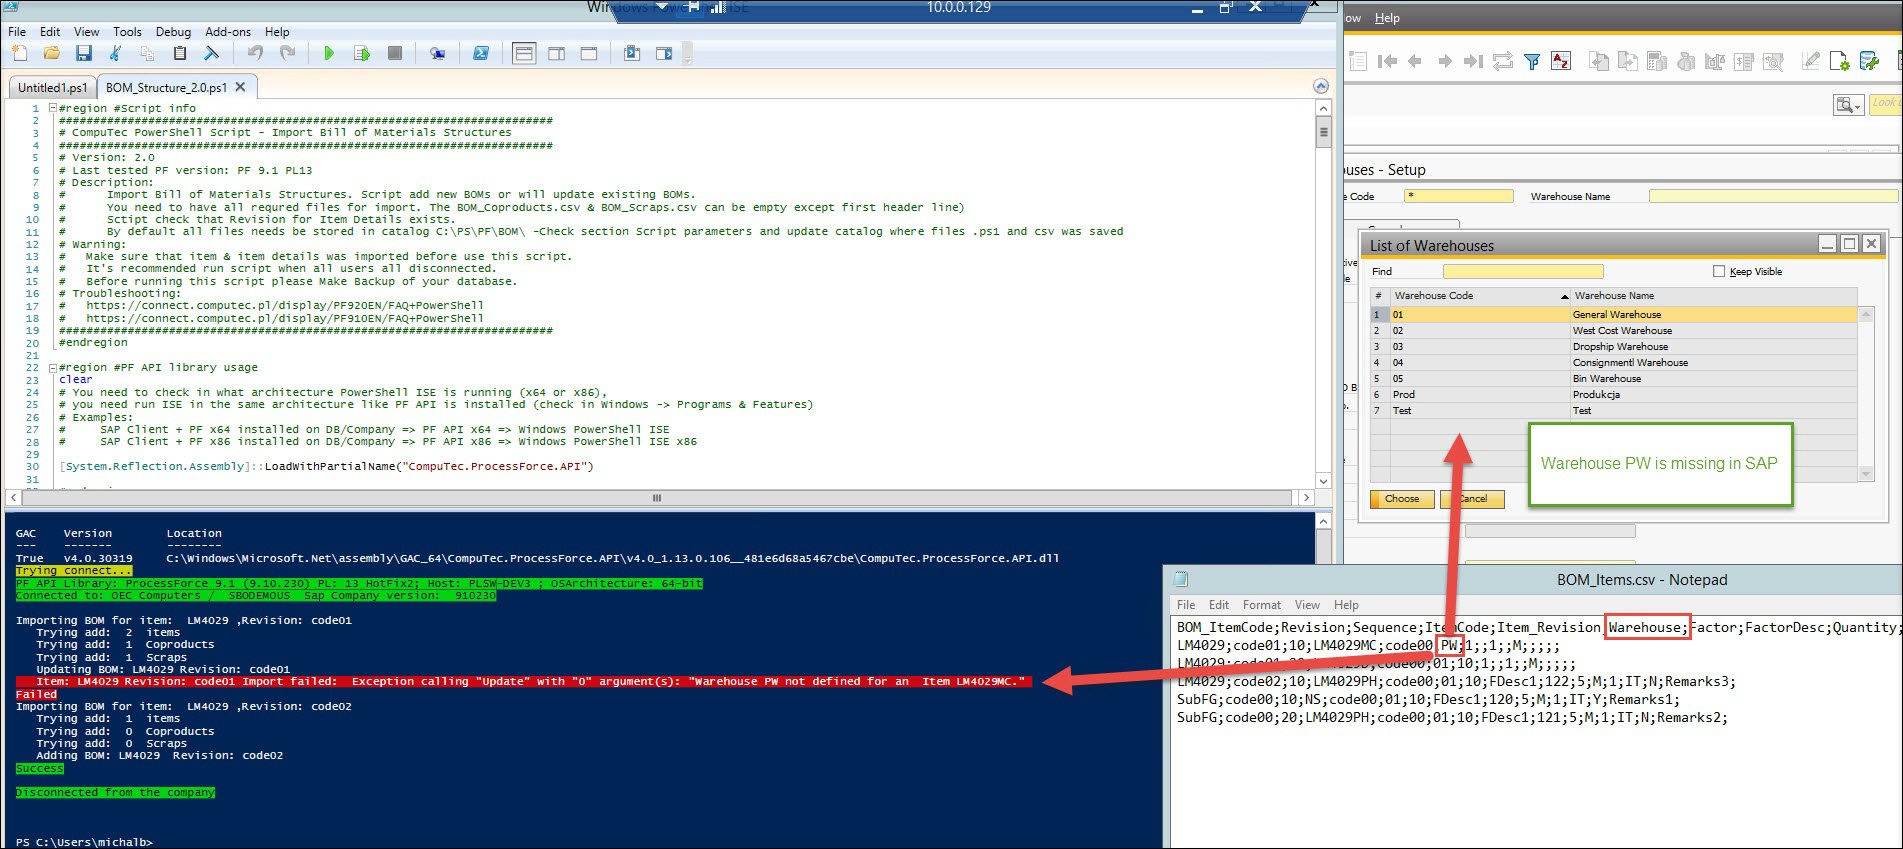 Windows PowerShell ISE
10.0.0.129
File Edit View Tools Debug Add-ons Help
Untitled1.ps1 BOM_Structure_2.0.ps1
1 #region #Script info
2 ########################################################################
3 # CompuTec PowerShell Script - Import Bill of Materials Structures
4 ########################################################################
5 # Version: 2.0
6 # Last tested PF version: PF 9.1 PL13
7 # Description:
8 # Import Bill of Materials Structures. Script add new BOMs or will update existing BOMs.
9 # You need to have all requred files for import. The BOM_Coproducts.csv & BOM_Scraps.csv can be empty except first header line)
10 # Sctipt check that Revision for Item Details exists.
11 # By default all files needs be stored in catalog C:\PS\PF\BOM\ -Check section Script parameters and update catalog where files .ps1 and csv was saved
12 # Warning:
13 # Make sure that item & item details was imported before use this script.
14 # It's recommended run script when all users all disconnected.
15 # Before running this script please Make Backup of your database.
16 # Troubleshooting:
17 # https://connect.computec.pl/display/PF920EN/FAQ+PowerShell
18 # https://connect.computec.pl/display/PF910EN/FAQ+PowerShell
19 ########################################################################
20 #endregion
21
22 #region #PF API library usage
23 clear
24 # You need to check in what architecture PowerShell ISE is running (x64 or x86),
25 # you need run ISE in the same architecture like PF API is installed (check in Windows -> Programs & Features)
26 # Examples:
27 # SAP Client + PF x64 installed on DB/Company => PF API x64 => Windows PowerShell ISE
28 # SAP Client + PF x86 installed on DB/Company => PF API x86 => Windows PowerShell ISE x86
29
30 [System.Reflection.Assembly]::LoadWithPartialName("CompuTec.ProcessForce.API")
31
GAC Version Location
--- ------- --------
True v4.0.30319 C:\Windows\Microsoft.Net\assembly\GAC_64\CompuTec.ProcessForce.API\v4.0_1.13.0.106__481e6d68a5467cbe\CompuTec.ProcessForce.API.dll
Trying connect...
PF API Library: ProcessForce 9.1 (9.10.230) PL: 13 HotFix2; Host: PLSW-DEV3 ; OSArchitecture: 64-bit
Connected to: OEC Computers / SBODEMOUS Sap Company version: 910230
Importing BOM for item: LM4029 ,Revision: code01
Trying add: 2 items
Trying add: 1 Coproducts
Trying add: 1 Scraps
Updating BOM: LM4029 Revision: code01
Item: LM4029 Revision: code01 Import failed: Exception calling "Update" with "0" argument(s): "Warehouse PW not defined for an Item LM4029MC."
Failed
Importing BOM for item: LM4029 ,Revision: code02
Trying add: 1 items
Trying add: 0 Coproducts
Trying add: 0 Scraps
Adding BOM: LM4029 Revision: code02
Success
Disconnected from the company
PS C:\Users\michalb>
ow Help
Look
uses - Setup
e Code * Warehouse Name
List of Warehouses
Find Keep Visible
# Warehouse Code Warehouse Name
1 01 General Warehouse
2 02 West Cost Warehouse
3 03 Dropship Warehouse
4 04 Consignmentl Warehouse
5 05 Bin Warehouse
6 Prod Produkcja
7 Test Test
Warehouse PW is missing in SAP
Choose Cancel
BOM_Items.csv - Notepad
File Edit Format View Help
BOM_ItemCode;Revision;Sequence;ItemCode;Item_Revision;Warehouse;Factor;FactorDesc;Quantity;
LM4029;code01;10;LM4029MC;code00;PW;1;;1;;M;;;;;
01;10;1;;1;;M;;;;;
LM4029;code02;10;LM4029PH;code00;01;10;FDesc1;122;5;M;1;IT;N;Remarks3;
SubFG;code00;10;NS;code00;01;10;FDesc1;120;5;M;1;IT;Y;Remarks1;
SubFG;code00;20;LM4029PH;code00;01;10;FDesc1;121;5;M;1;IT;N;Remarks2;